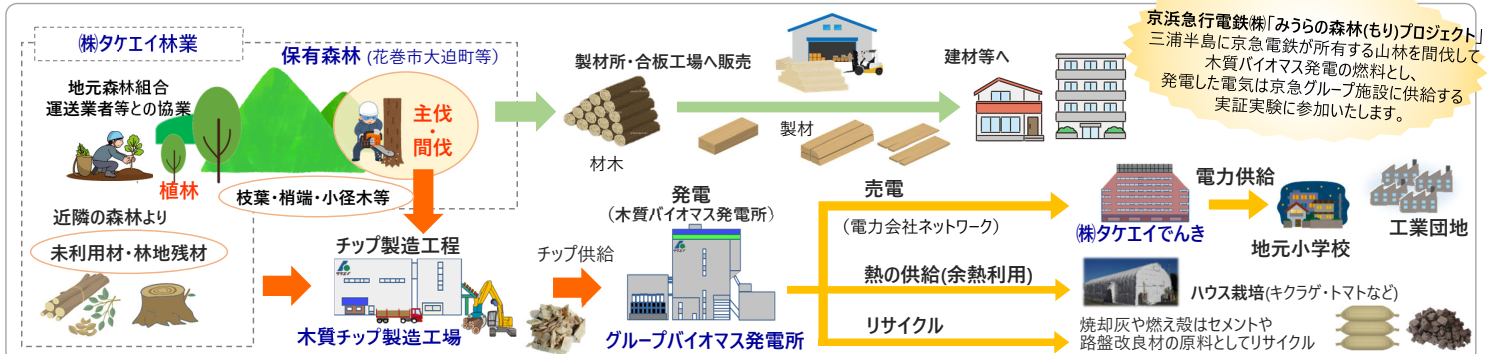 ㈱タケエイ林業
保有森林 (花巻市大迫町等)
地元森林組合
運送業者等との協業
植林
主伐
・
間伐
枝葉・梢端・小径木等
近隣の森林より
未利用材・林地残材
製材所・合板工場へ販売
材木
製材
建材等へ
京浜急行電鉄㈱「みうらの森林(もり)プロジェクト」
三浦半島に京急電鉄が所有する山林を間伐して
木質バイオマス発電の燃料とし、
発電した電気は京急グループ施設に供給する
実証実験に参加いたします。
チップ製造工程
タケエイ
木質チップ製造工場
チップ供給
発電
(木質バイオマス発電所)
タケエイ
グループバイオマス発電所
売電
(電力会社ネットワーク)
㈱タケエイでんき
電力供給
地元小学校
工業団地
熱の供給(余熱利用)
ハウス栽培(キクラゲ・トマトなど)
リサイクル
焼却灰や燃え殻はセメントや
路盤改良材の原料としてリサイクル